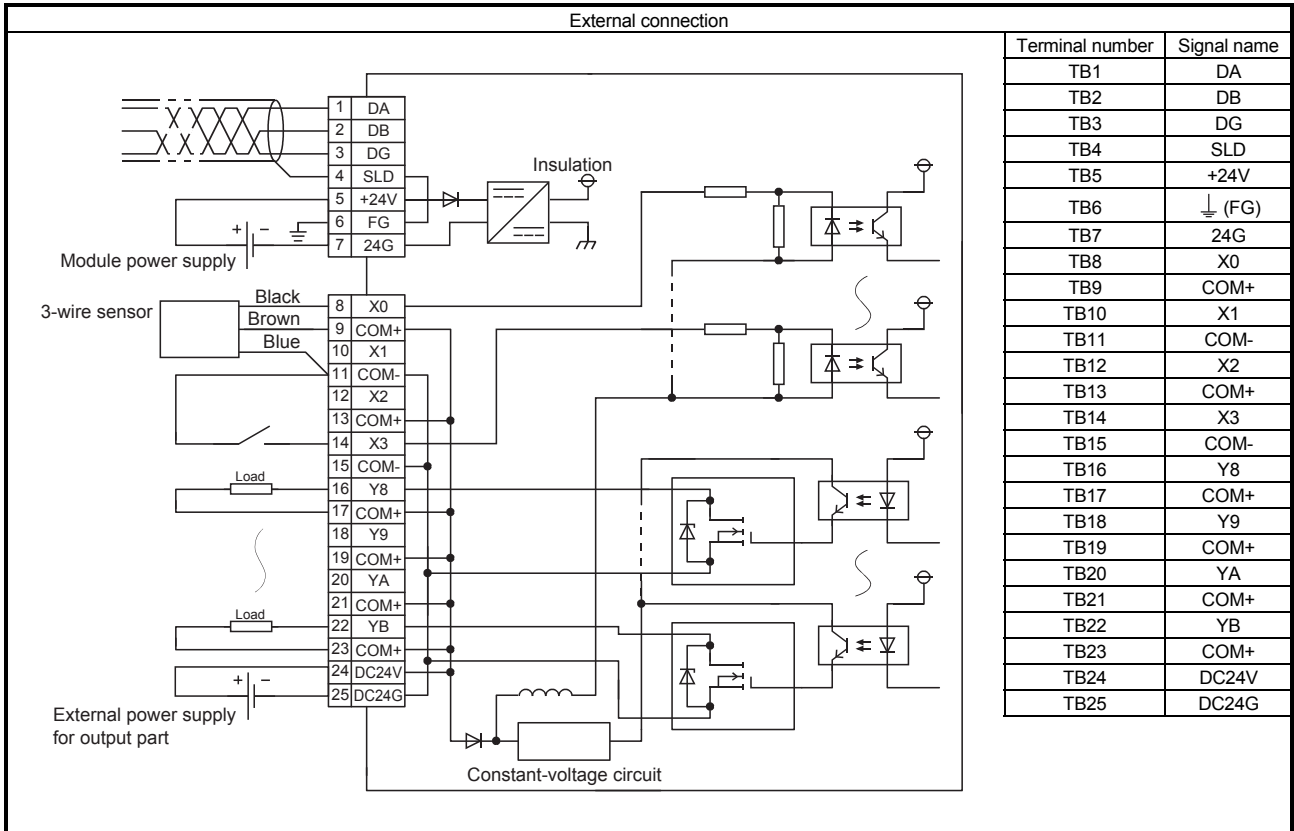 External connection
Terminal number Signal name
TB1 DA
TB2 DB
TB3 DG
TB4 SLD
TB5 +24V
TB6 ⏚ (FG)
TB7 24G
TB8 X0
TB9 COM+
TB10 X1
TB11 COM-
TB12 X2
TB13 COM+
TB14 X3
TB15 COM-
TB16 Y8
TB17 COM+
TB18 Y9
TB19 COM+
TB20 YA
TB21 COM+
TB22 YB
TB23 COM+
TB24 DC24V
TB25 DC24G
1 DA
2 DB
3 DG
4 SLD
5 +24V
6 FG
7 24G
Insulation
+ −
Module power supply
3-wire sensor
Black
Brown
Blue
8 X0
9 COM+
10 X1
11 COM-
12 X2
13 COM+
14 X3
15 COM-
16 Y8
17 COM+
18 Y9
19 COM+
20 YA
21 COM+
22 YB
23 COM+
24 DC24V
25 DC24G
Load
Load
+ −
External power supply
for output part
Constant-voltage circuit